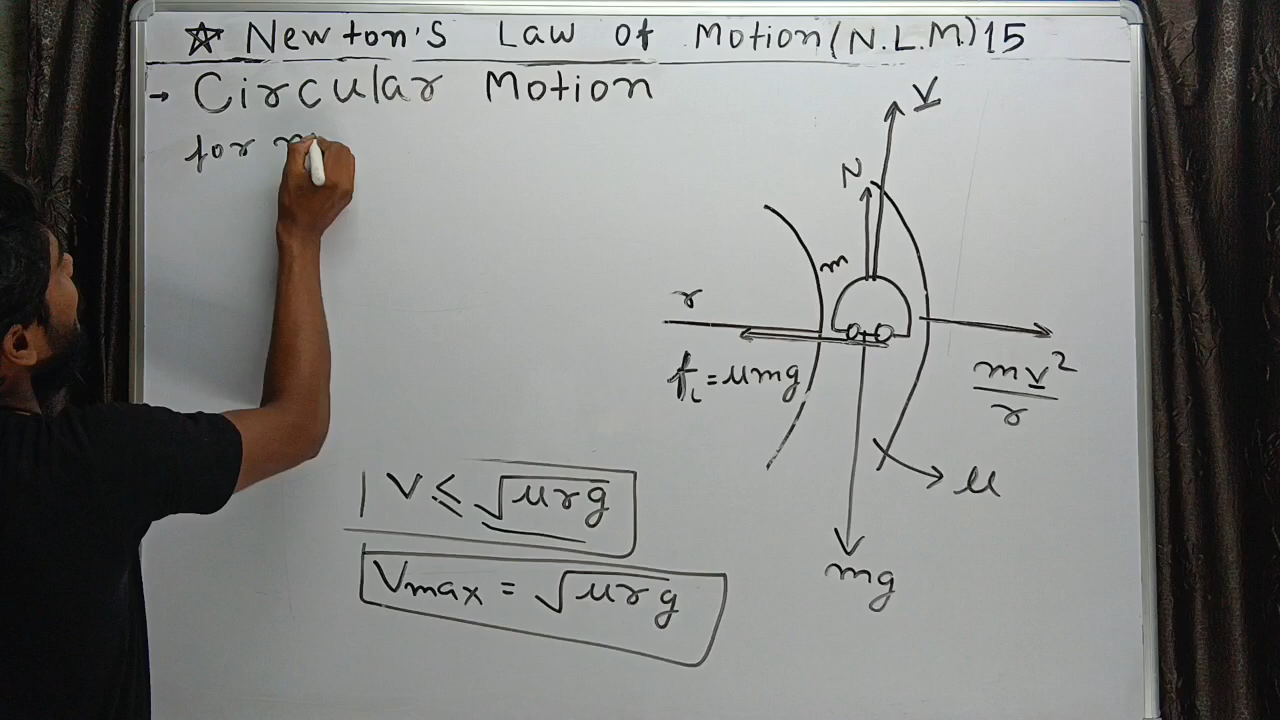 ☆ Newton's Law of Motion(N.L.M.)15
→ Circular Motion
for
V
N
m
r
f_L = μmg
mv²/r
μ
mg
V ≤ √μrg
Vmax = √μrg